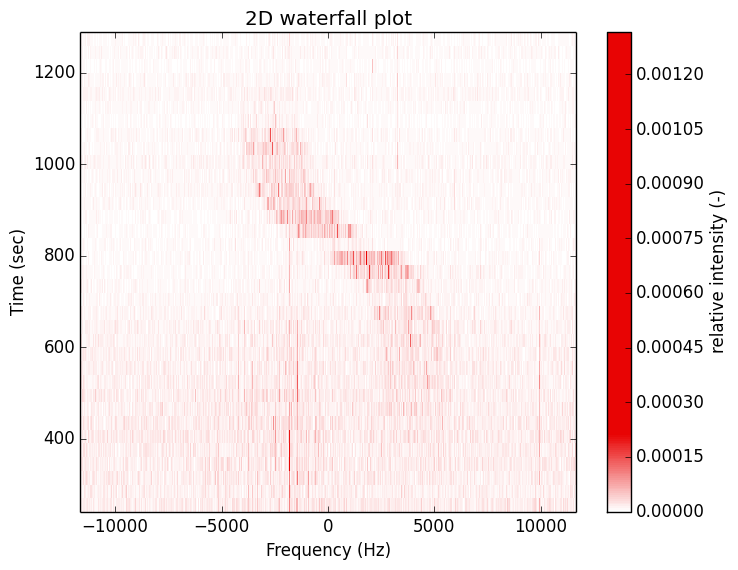 2D waterfall plot
1200
1000
800
600
400
Time (sec)
−10000 −5000 0 5000 10000
Frequency (Hz)
0.00120
0.00105
0.00090
0.00075
0.00060
0.00045
0.00030
0.00015
0.00000
relative intensity (-)